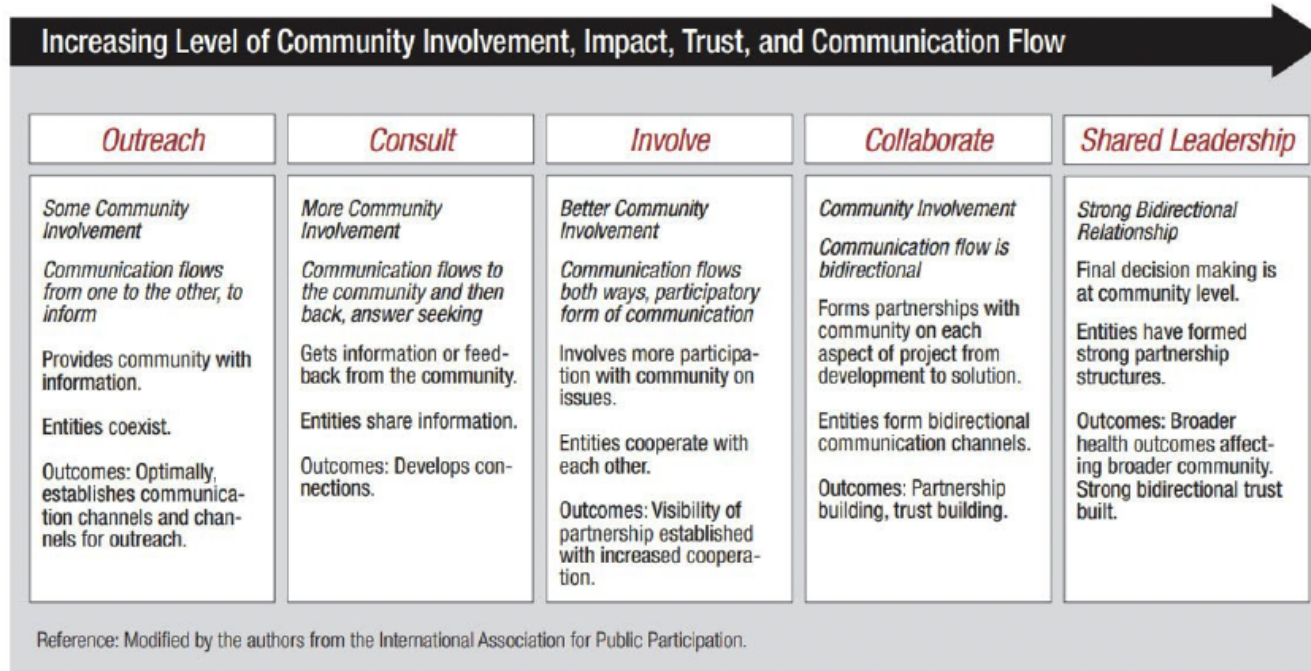 Increasing Level of Community Involvement, Impact, Trust, and Communication Flow
Outreach
Some Community
Involvement
Communication flows
from one to the other, to
inform
Provides community with
information.
Entities coexist.
Outcomes: Optimally,
establishes communica-
tion channels and chan-
nels for outreach.
Consult
More Community
Involvement
Communication flows to
the community and then
back, answer seeking
Gets information or feed-
back from the community.
Entities share information.
Outcomes: Develops con-
nections.
Involve
Better Community
Involvement
Communication flows
both ways, participatory
form of communication
Involves more participa-
tion with community on
issues.
Entities cooperate with
each other.
Outcomes: Visibility of
partnership established
with increased coopera-
tion.
Collaborate
Community Involvement
Communication flow is
bidirectional
Forms partnerships with
community on each
aspect of project from
development to solution.
Entities form bidirectional
communication channels.
Outcomes: Partnership
building, trust building.
Shared Leadership
Strong Bidirectional
Relationship
Final decision making is
at community level.
Entities have formed
strong partnership
structures.
Outcomes: Broader
health outcomes affect-
ing broader community.
Strong bidirectional trust
built.
Reference: Modified by the authors from the International Association for Public Participation.